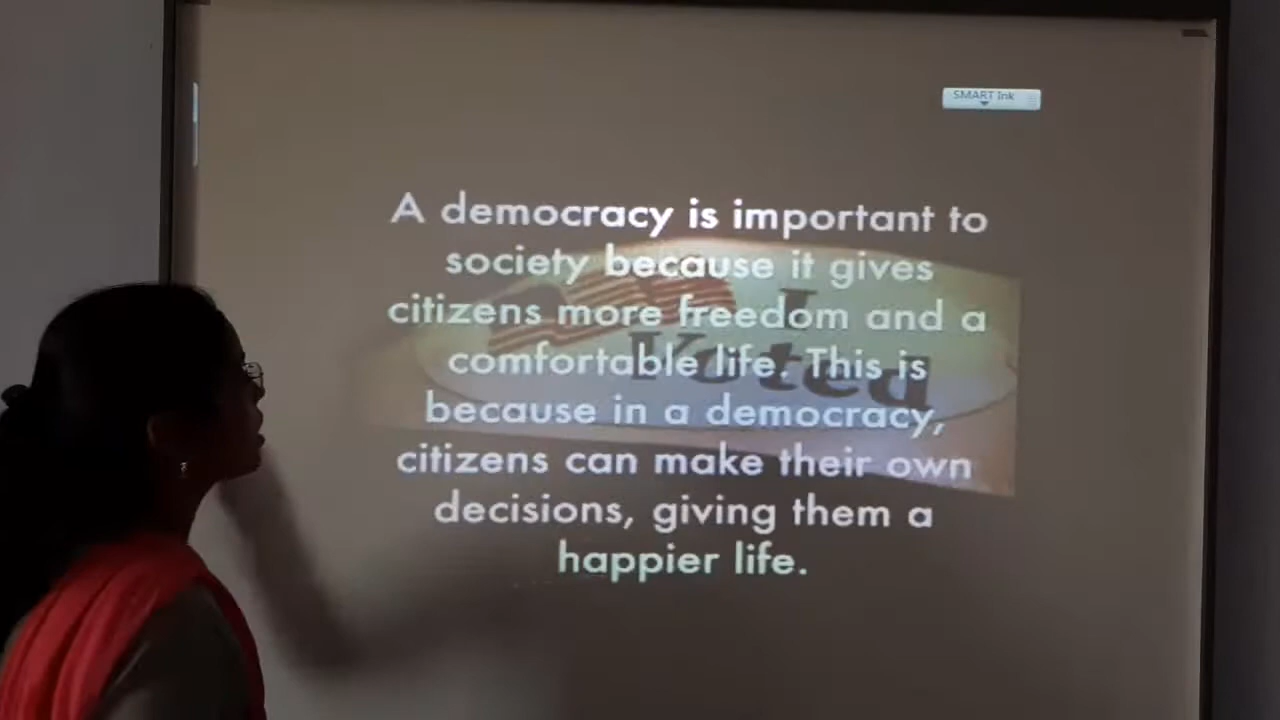 SMART Ink
A democracy is important to
society because it gives
citizens more freedom and a
comfortable life. This is
because in a democracy,
citizens can make their own
decisions, giving them a
happier life.
I
Voted